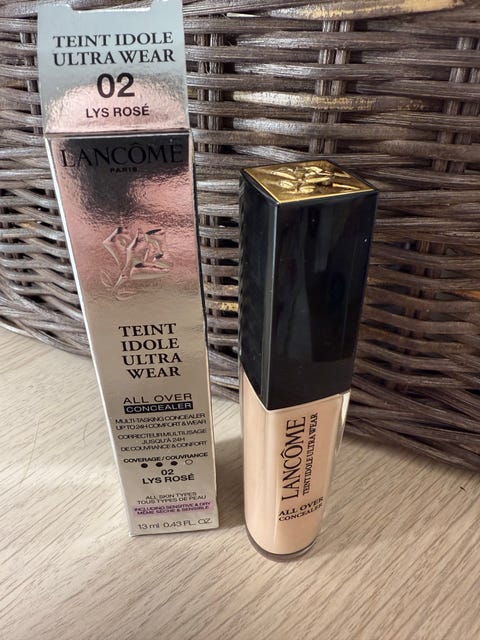 TEINT IDOLE
ULTRA WEAR
02
LYS ROSÉ
LANCÔME
PARIS
TEINT
IDOLE
ULTRA
WEAR
ALL OVER
CONCEALER
MULTI-TASKING CONCEALER
UP TO 24H COMFORT & WEAR
CORRECTEUR MULTI-USAGE
JUSQU'À 24H
DE COUVRANCE & CONFORT
COVERAGE / COUVRANCE
02
LYS ROSÉ
ALL SKIN TYPES
TOUS TYPES DE PEAU
INCLUDING SENSITIVE & DRY
MÊME SÈCHE & SENSIBLE
13 ml 0.43 FL. OZ.
LANCÔME
TEINT IDOLE ULTRA WEAR
ALL OVER
CONCEALER